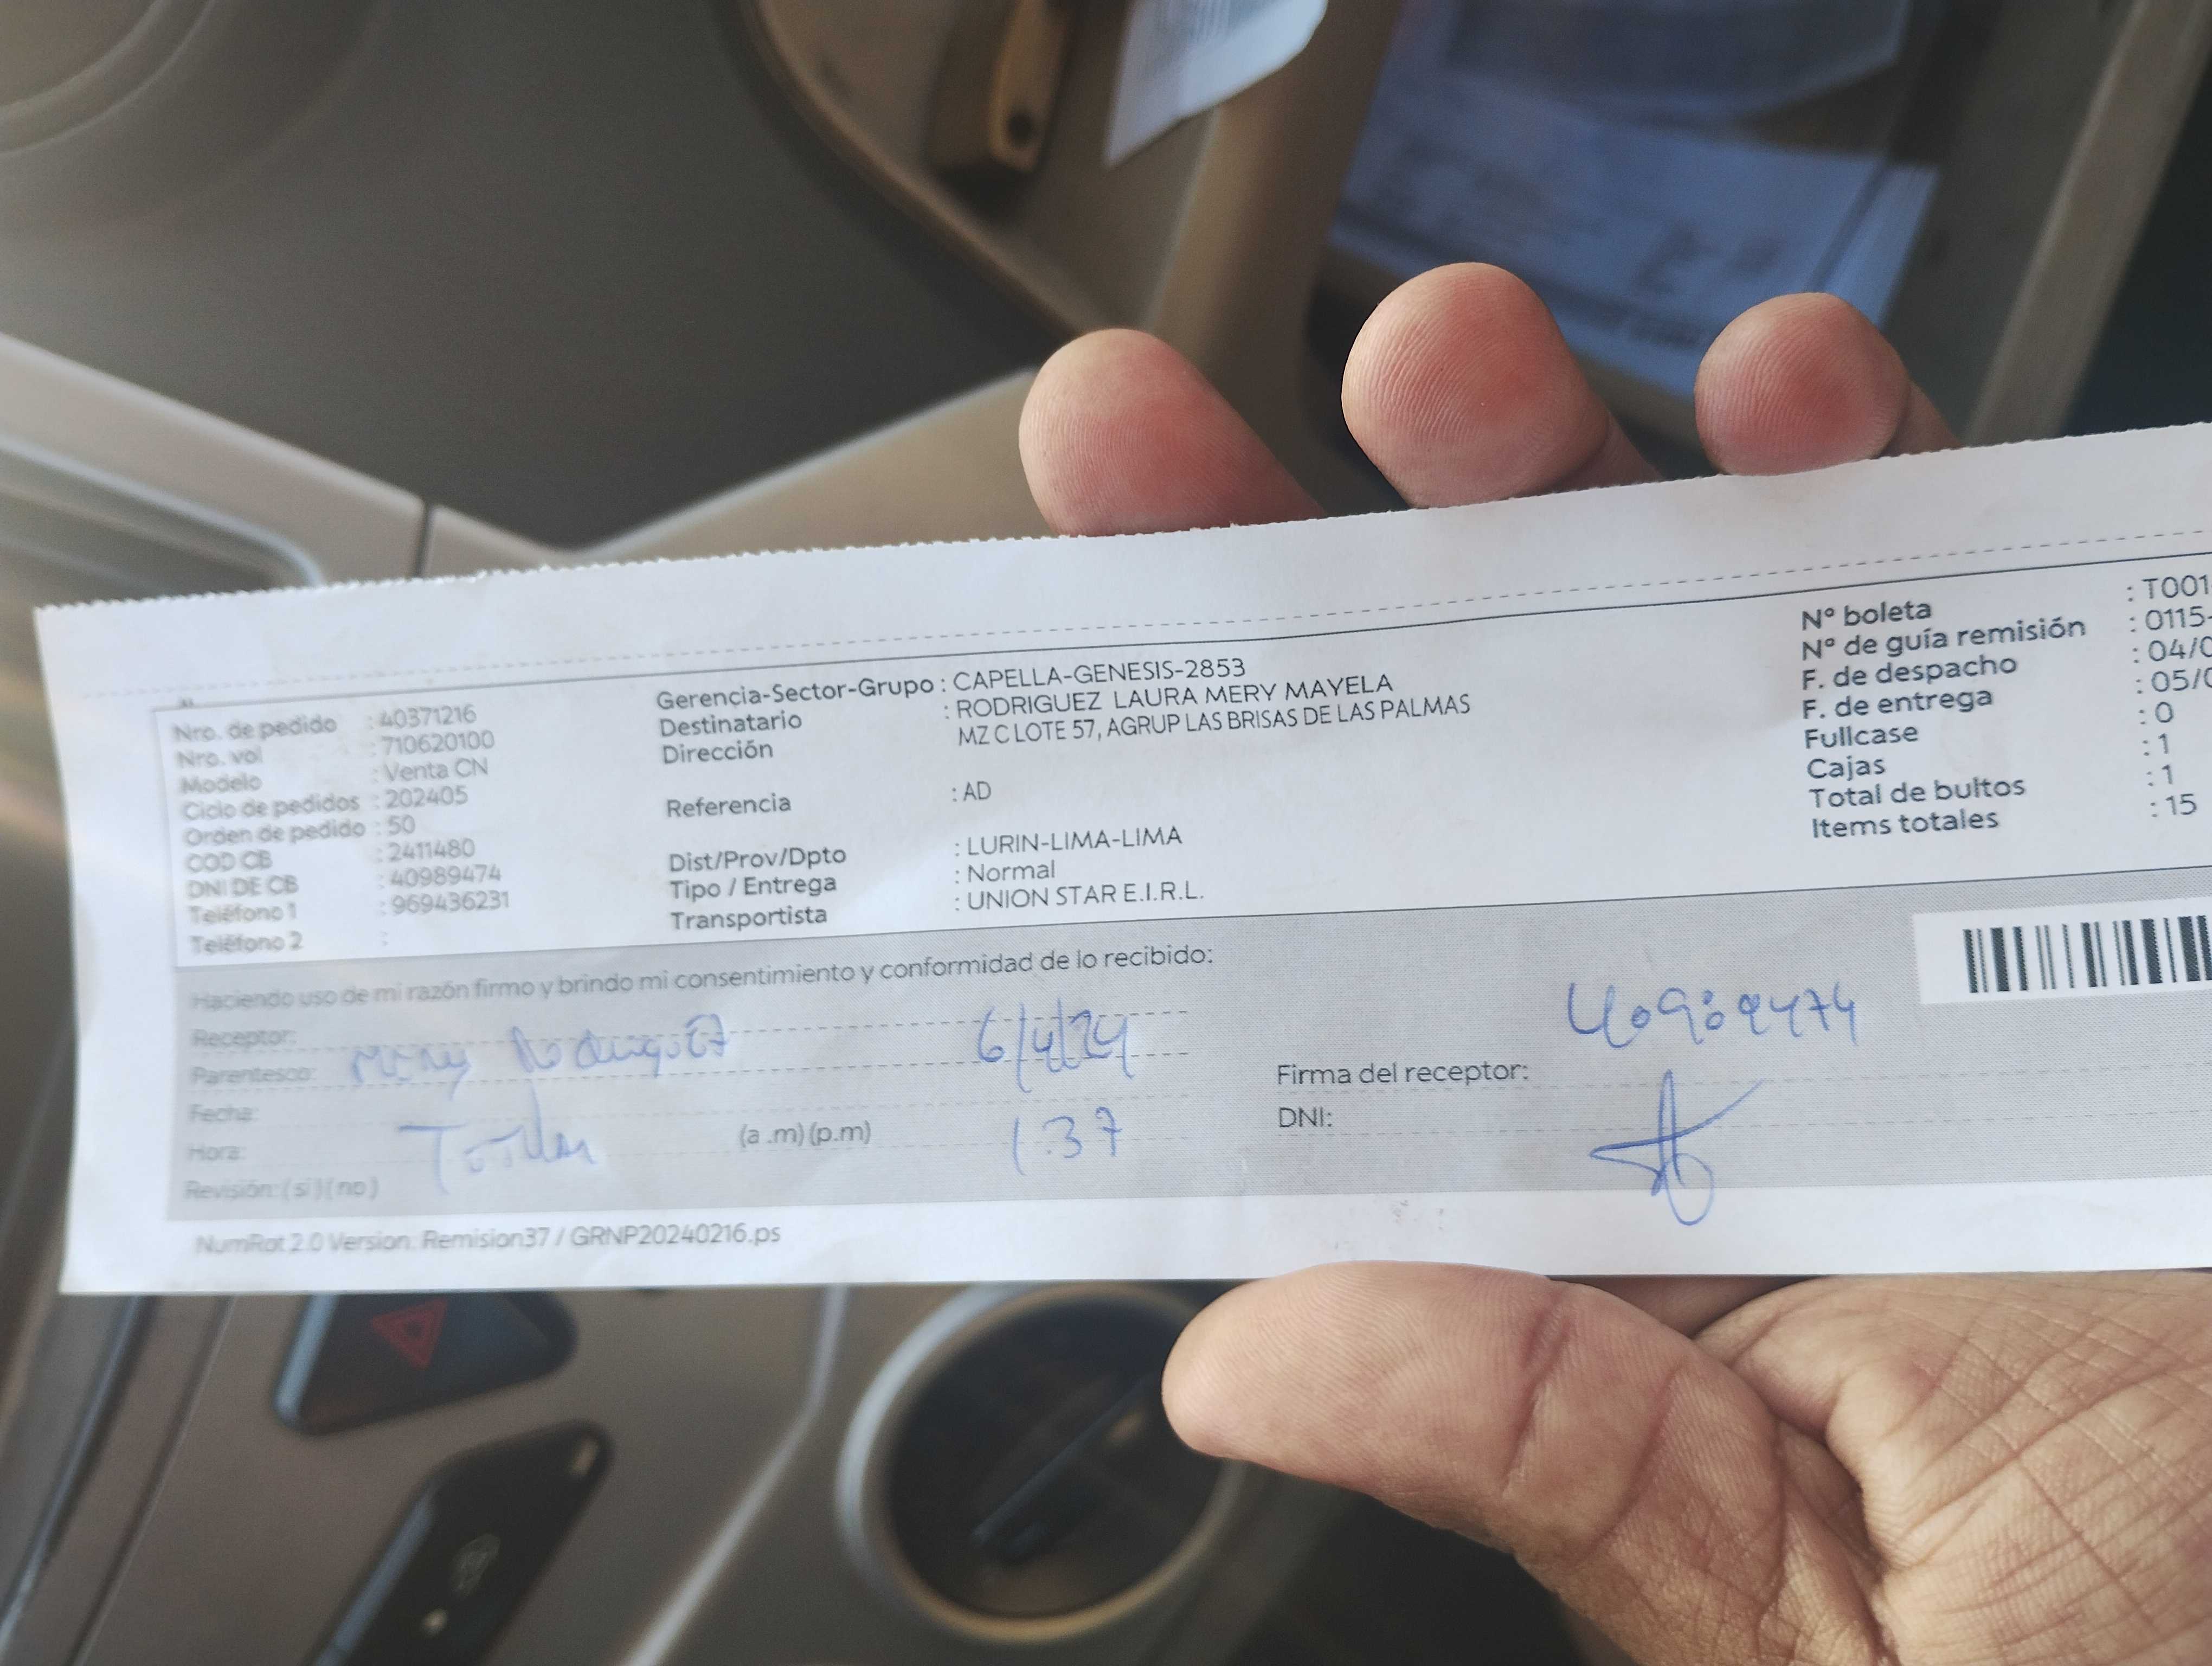 Nro. de pedido : 40371216
Nro. vol : 710620100
Modelo : Venta CN
Ciclo de pedidos : 202405
Orden de pedido : 50
COD CB : 2411480
DNI DE CB : 40989474
Teléfono 1 : 969436231
Teléfono 2 :
Gerencia-Sector-Grupo : CAPELLA-GENESIS-2853
Destinatario : RODRIGUEZ LAURA MERY MAYELA
Dirección MZ C LOTE 57, AGRUP LAS BRISAS DE LAS PALMAS
Referencia : AD
Dist/Prov/Dpto : LURIN-LIMA-LIMA
Tipo / Entrega : Normal
Transportista : UNION STAR E.I.R.L.
Nº boleta : T001
Nº de guía remisión : 0115-
F. de despacho : 04/0
F. de entrega : 05/0
Fullcase : 0
Cajas : 1
Total de bultos : 1
Items totales : 15
Haciendo uso de mi razón firmo y brindo mi consentimiento y conformidad de lo recibido:
Receptor:
Parentesco: Mery Rodriguez 6/4/24
Fecha:
Hora: (a .m) (p.m) 1:37
Revisión: ( si ) ( no )
40989474
Firma del receptor:
DNI:
NumRot 2.0 Version: Remision37 / GRNP20240216.ps